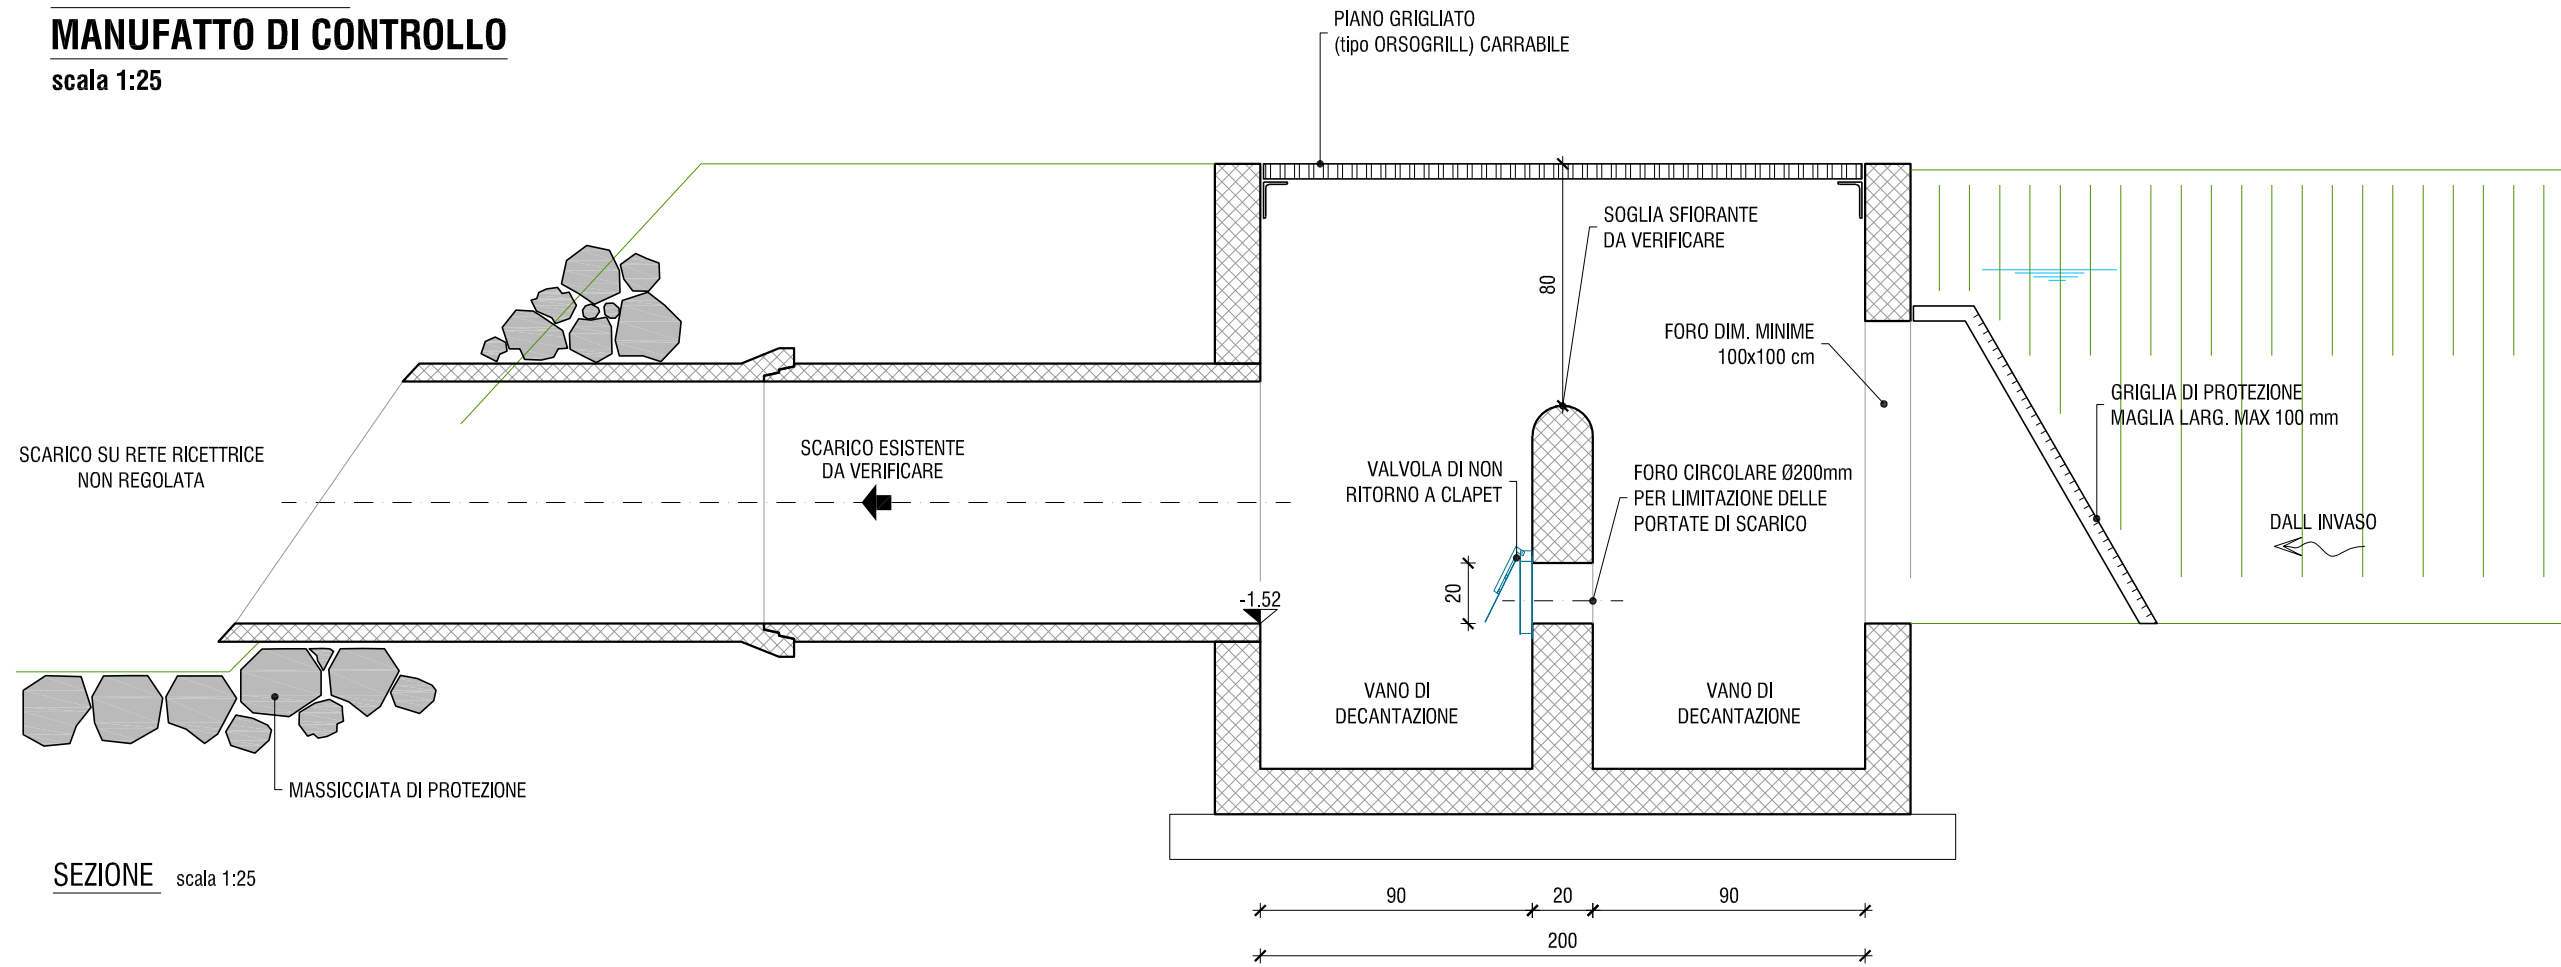 MANUFATTO DI CONTROLLO
scala 1:25
PIANO GRIGLIATO
(tipo ORSOGRILL) CARRABILE
SOGLIA SFIORANTE
DA VERIFICARE
80
FORO DIM. MINIME
100x100 cm
GRIGLIA DI PROTEZIONE
MAGLIA LARG. MAX 100 mm
SCARICO SU RETE RICETTRICE
NON REGOLATA
SCARICO ESISTENTE
DA VERIFICARE
VALVOLA DI NON
RITORNO A CLAPET
FORO CIRCOLARE Ø200mm
PER LIMITAZIONE DELLE
PORTATE DI SCARICO
DALL INVASO
20
-1.52
VANO DI
DECANTAZIONE
VANO DI
DECANTAZIONE
MASSICCIATA DI PROTEZIONE
SEZIONE scala 1:25
90 20 90
200